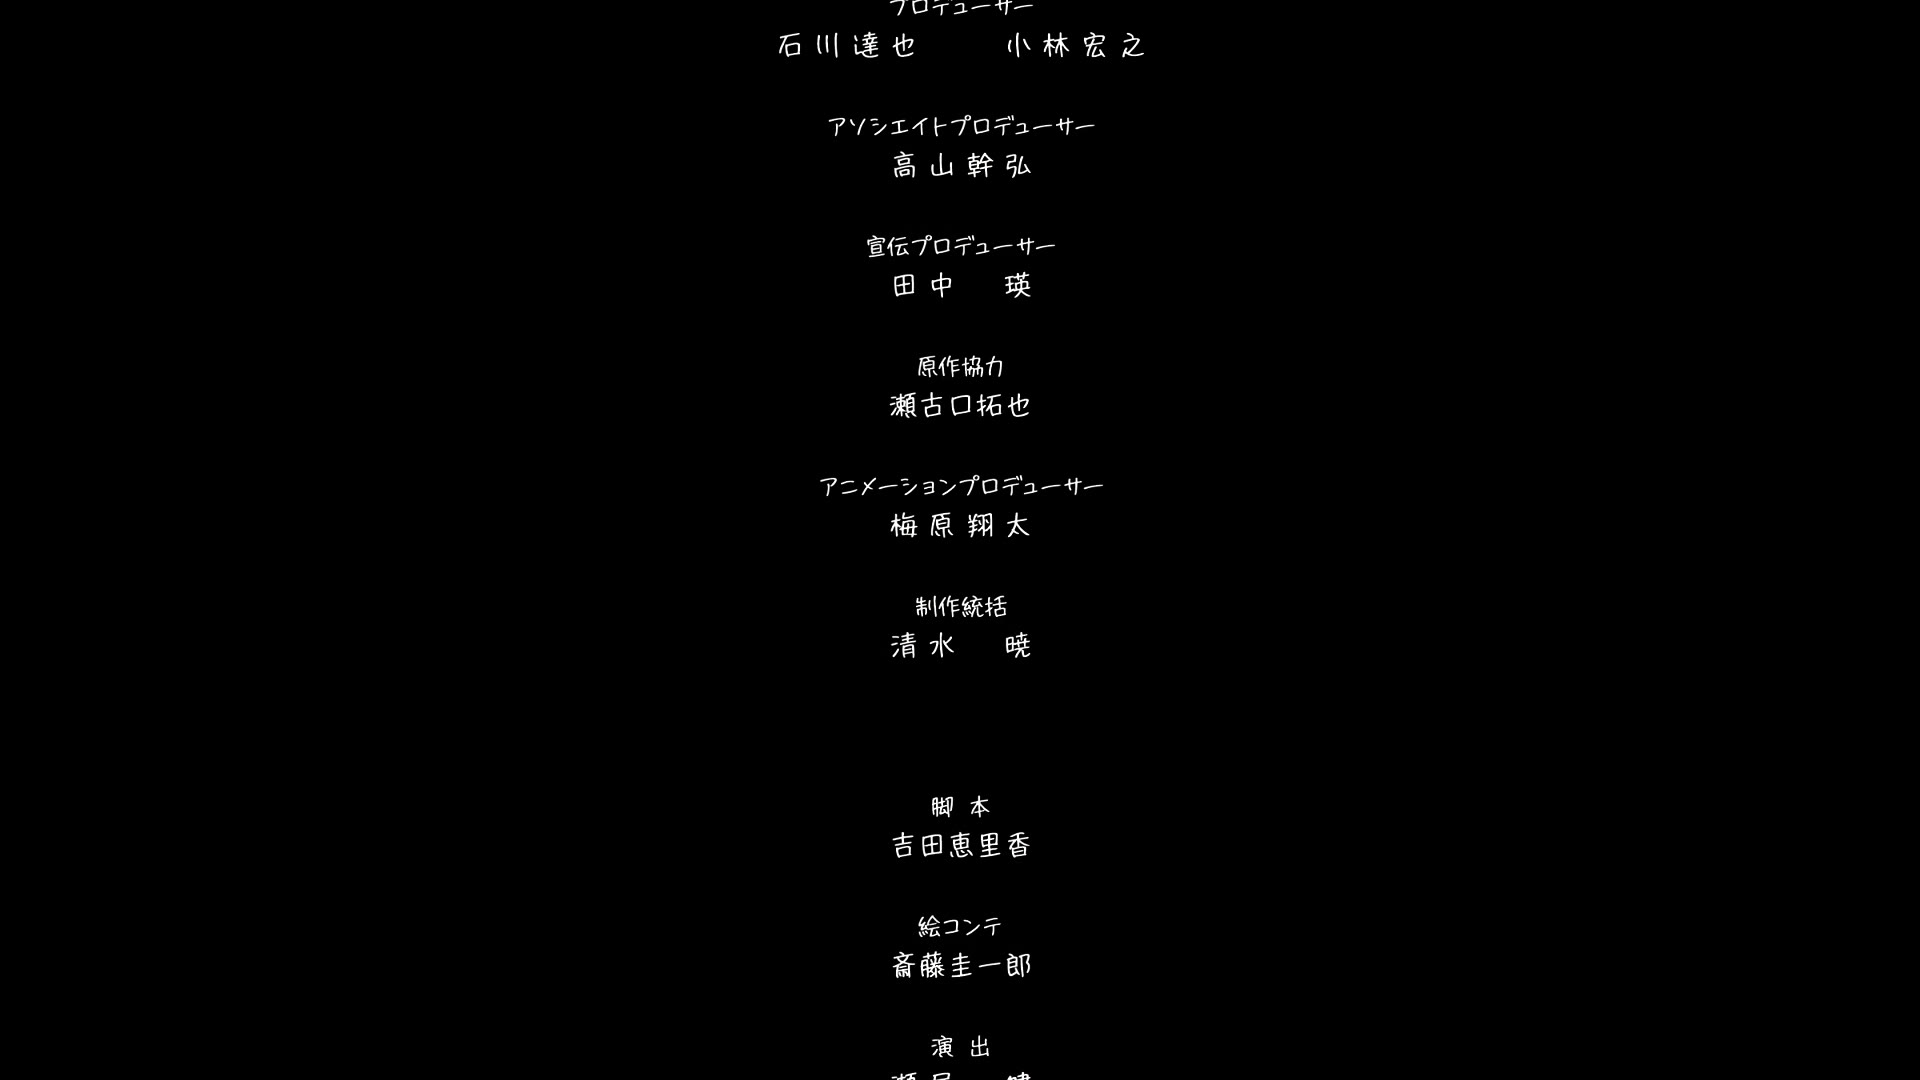 プロデューサー
石川達也　　小林宏之
アソシエイトプロデューサー
高山幹弘
宣伝プロデューサー
田中　瑛
原作協力
瀬古口拓也
アニメーションプロデューサー
梅原翔太
制作統括
清水　暁
脚本
吉田恵里香
絵コンテ
斎藤圭一郎
演出